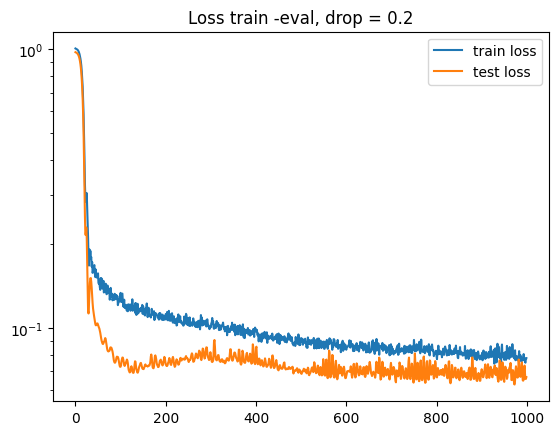 Loss train -eval, drop = 0.2
train loss
test loss
10⁰
10⁻¹
0 200 400 600 800 1000